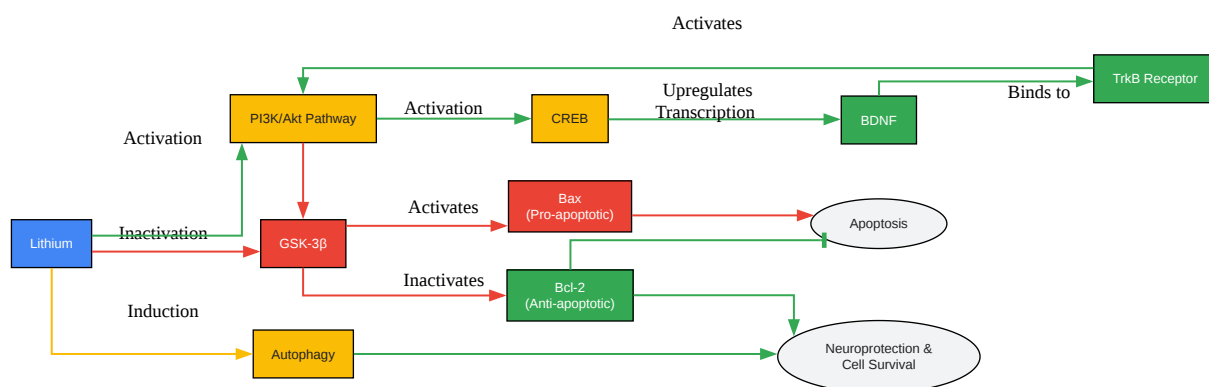 Activates
TrkB Receptor
Binds to
Upregulates
Transcription
Activation
PI3K/Akt Pathway
CREB
BDNF
Activation
Bax
(Pro-apoptotic)
Activates
Apoptosis
Inactivation
Lithium
GSK-3β
Inactivates
Bcl-2
(Anti-apoptotic)
Induction
Autophagy
Neuroprotection &
Cell Survival